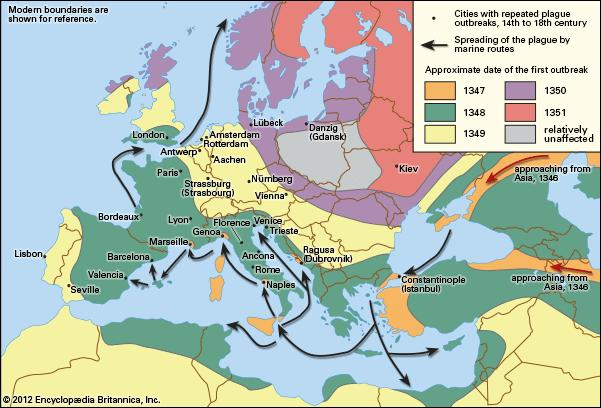 Modern boundaries are
shown for reference.
Cities with repeated plague
outbreaks, 14th to 18th century
Spreading of the plague by
marine routes
Approximate date of the first outbreak
1347
1350
1348
1351
1349
relatively
unaffected
approaching from
Asia, 1346
approaching from
Asia, 1346
Lübeck
Danzig
(Gdansk)
London
Amsterdam
Rotterdam
Antwerp
Aachen
Kiev
Paris
Strasburg
(Strasbourg)
Nürnberg
Vienna
Bordeaux
Lyon
Florence
Venice
Trieste
Genoa
Marseille
Ragusa
(Dubrovnik)
Lisbon
Barcelona
Ancona
Rome
Valencia
Naples
Seville
Constantinople
(Istanbul)
© 2012 Encyclopædia Britannica, Inc.